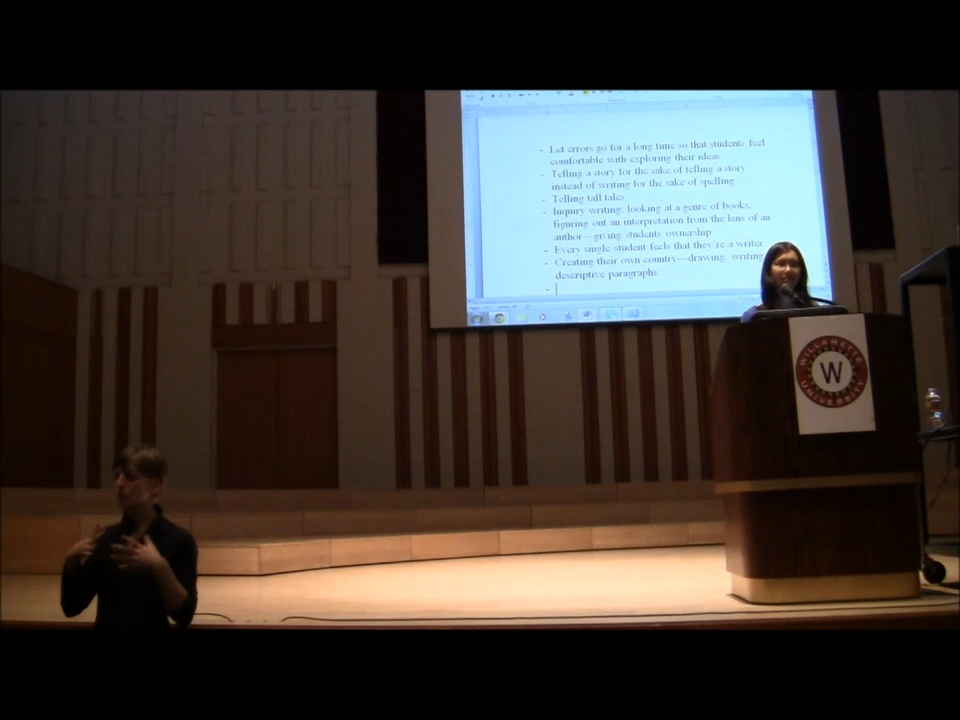 - Let errors go for a long time so that students feel
comfortable with exploring their ideas
- Telling a story for the sake of telling a story
instead of writing for the sake of spelling
- Telling tall tales
- Inquiry writing: looking at a genre of books,
figuring out an interpretation from the lens of an
author—giving students ownership
- Every single student feels that they're a writer
- Creating their own country—drawing, writing
descriptive paragraphs
-
WILLAMETTE
W
UNIVERSITY